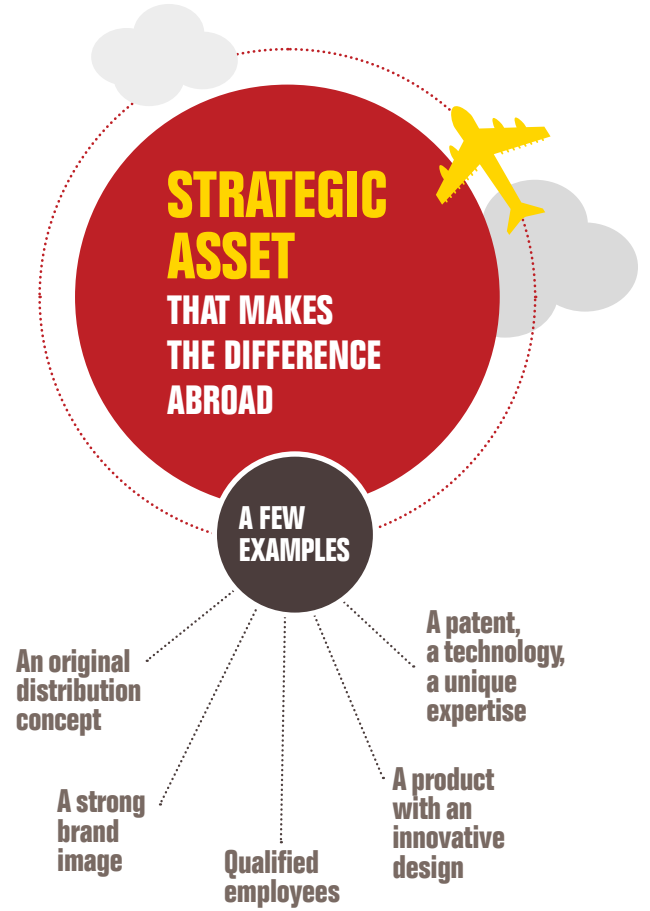 STRATEGIC
ASSET
THAT MAKES
THE DIFFERENCE
ABROAD
A FEW
EXAMPLES
An original
distribution
concept
A strong
brand
image
Qualified
employees
A product
with an
innovative
design
A patent,
a technology,
a unique
expertise